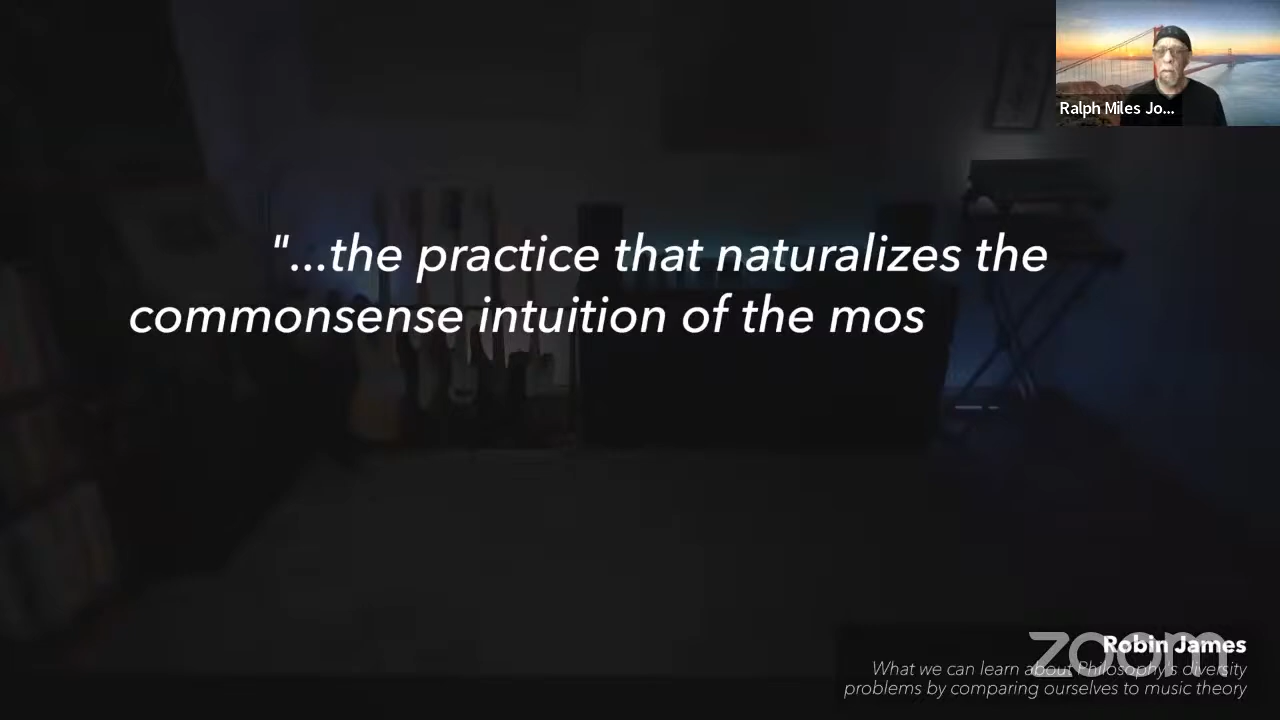 Ralph Miles Jo...
"...the practice that naturalizes the
commonsense intuition of the mos
Robin James
zoom
What we can learn about Philosophy's diversity
problems by comparing ourselves to music theory